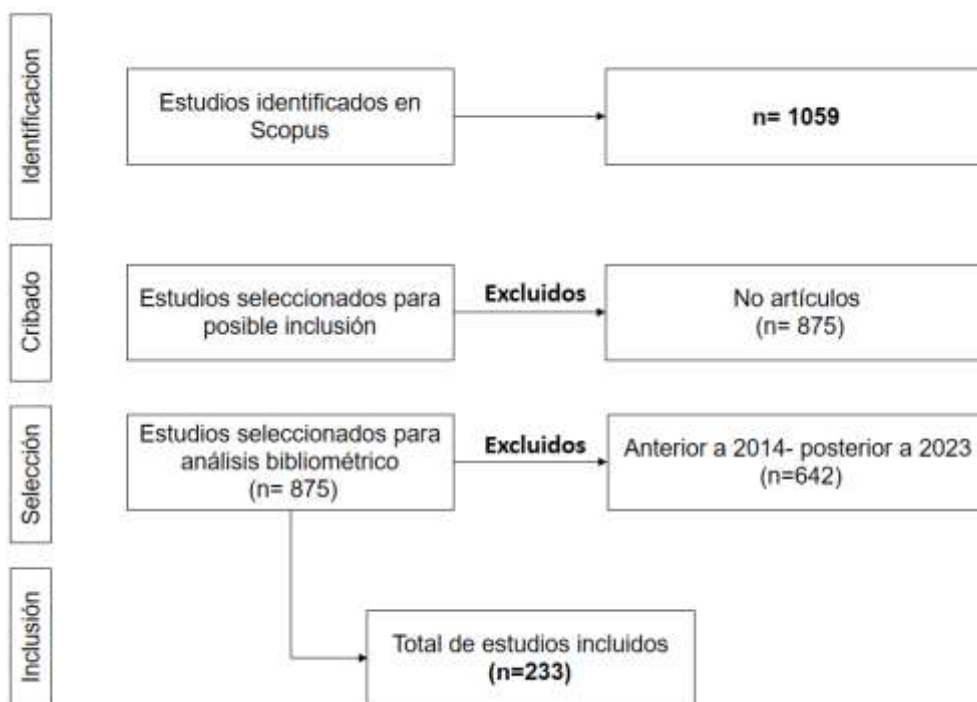 Identificacion
Estudios identificados en
Scopus
n= 1059
Cribado
Estudios seleccionados para
posible inclusión
Excluidos
No artículos
(n= 875)
Selección
Estudios seleccionados para
análisis bibliométrico
(n= 875)
Excluidos
Anterior a 2014- posterior a 2023
(n=642)
Inclusión
Total de estudios incluidos
(n=233)